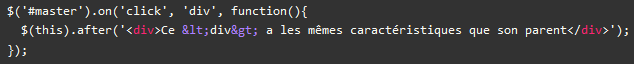 $('#master').on('click', 'div', function(){
$(this).after('<div>Ce &lt;div&gt; a les mêmes caractéristiques que son parent</div>');
});